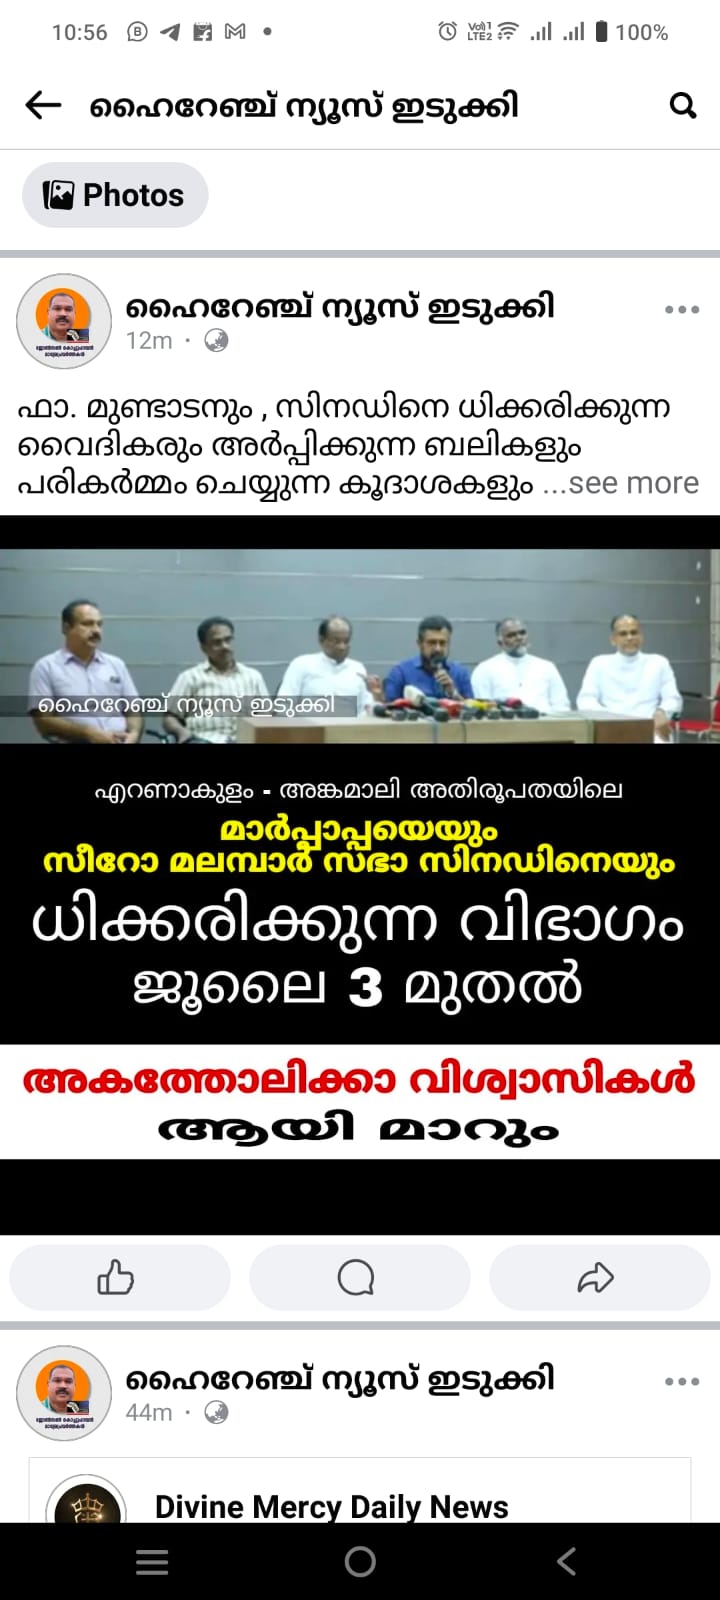 10:56
Vo)) 1
LTE2
100%
ഹൈറേഞ്ച് ന്യൂസ് ഇടുക്കി
Photos
ഹൈറേഞ്ച് ന്യൂസ് ഇടുക്കി
12m ·
ഫാ. മുണ്ടാടനും , സിനഡിനെ ധിക്കരിക്കുന്ന
വൈദികരും അർപ്പിക്കുന്ന ബലികളും
പരികർമ്മം ചെയ്യുന്ന കൂദാശകളും ...see more
ഹൈറേഞ്ച് ന്യൂസ് ഇടുക്കി
എറണാകുളം - അങ്കമാലി അതിരൂപതയിലെ
മാർപ്പാപ്പയെയും
സീറോ മലമ്പാർ സഭാ സിനഡിനെയും
ധിക്കരിക്കുന്ന വിഭാഗം
ജൂലൈ 3 മുതൽ
അകത്തോലിക്കാ വിശ്വാസികൾ
ആയി മാറും
ഹൈറേഞ്ച് ന്യൂസ് ഇടുക്കി
44m ·
Divine Mercy Daily News